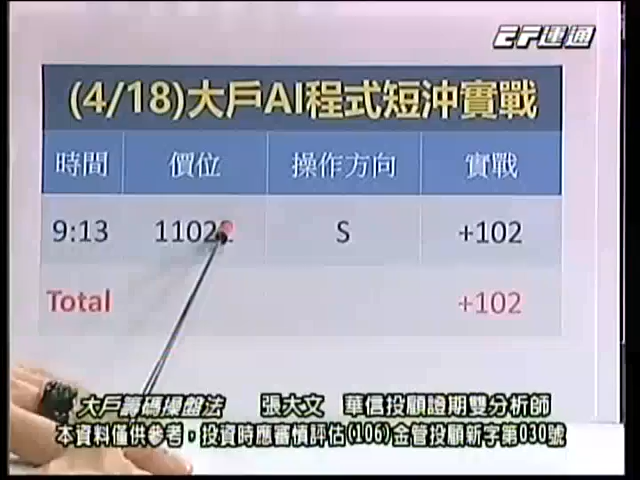 EF運通
(4/18)大戶AI程式短沖實戰
時間 價位 操作方向 實戰
9:13 11022 S +102
Total +102
大戶籌碼操盤法 張大文 華信投顧證期雙分析師
本資料僅供參考，投資時應審慎評估(106)金管投顧新字第030號